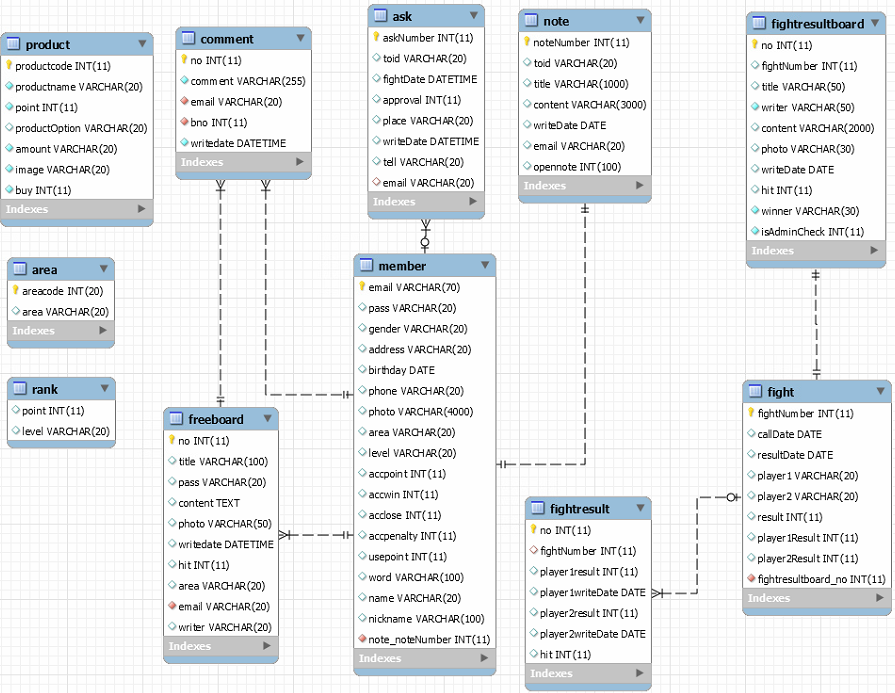 product
productcode INT(11)
productname VARCHAR(20)
point INT(11)
productOption VARCHAR(20)
amount VARCHAR(20)
image VARCHAR(20)
buy INT(11)
Indexes
comment
no INT(11)
comment VARCHAR(255)
email VARCHAR(20)
bno INT(11)
writedate DATETIME
Indexes
ask
askNumber INT(11)
toid VARCHAR(20)
fightDate DATETIME
approval INT(11)
place VARCHAR(20)
writeDate DATETIME
tell VARCHAR(20)
email VARCHAR(20)
Indexes
note
noteNumber INT(11)
toid VARCHAR(20)
title VARCHAR(1000)
content VARCHAR(3000)
writeDate DATE
email VARCHAR(20)
opennote INT(100)
Indexes
fightresultboard
no INT(11)
fightNumber INT(11)
title VARCHAR(50)
writer VARCHAR(50)
content VARCHAR(2000)
photo VARCHAR(30)
writeDate DATE
hit INT(11)
winner VARCHAR(30)
isAdminCheck INT(11)
Indexes
area
areacode INT(20)
area VARCHAR(20)
Indexes
rank
point INT(11)
level VARCHAR(20)
freeboard
no INT(11)
title VARCHAR(100)
pass VARCHAR(20)
content TEXT
photo VARCHAR(50)
writedate DATETIME
hit INT(11)
area VARCHAR(20)
email VARCHAR(20)
writer VARCHAR(20)
Indexes
member
email VARCHAR(70)
pass VARCHAR(20)
gender VARCHAR(20)
address VARCHAR(20)
birthday DATE
phone VARCHAR(20)
photo VARCHAR(4000)
area VARCHAR(20)
level VARCHAR(20)
accpoint INT(11)
accwin INT(11)
acclose INT(11)
accpenalty INT(11)
usepoint INT(11)
word VARCHAR(100)
name VARCHAR(20)
nickname VARCHAR(100)
note_noteNumber INT(11)
Indexes
fightresult
no INT(11)
fightNumber INT(11)
player1result INT(11)
player1writeDate DATE
player2result INT(11)
player2writeDate DATE
hit INT(11)
Indexes
fight
fightNumber INT(11)
callDate DATE
resultDate DATE
player1 VARCHAR(20)
player2 VARCHAR(20)
result INT(11)
player1Result INT(11)
player2Result INT(11)
fightresultboard_no INT(11)
Indexes